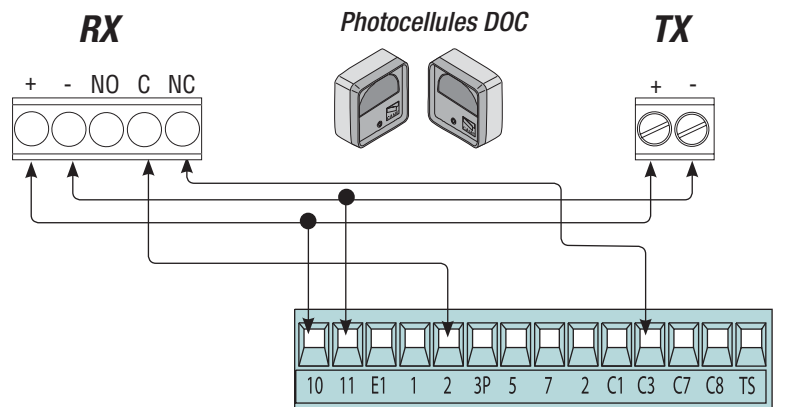 RX Photocellules DOC TX
+ - NO C NC + -
10 11 E1 1 2 3P 5 7 2 C1 C3 C7 C8 TS